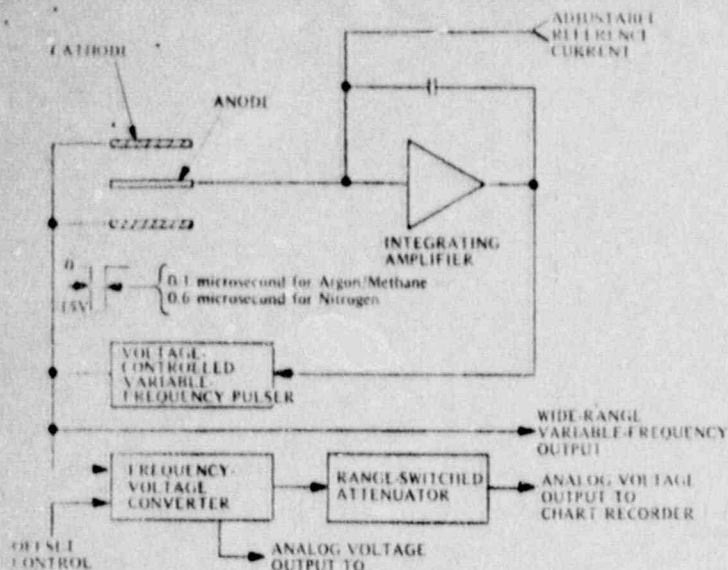 ADJUSTABLE
REFERENCE
CURRENT
CATHODE
ANODE
INTEGRATING
AMPLIFIER
0
15V
0.1 microsecond for Argon/Methane
0.6 microsecond for Nitrogen
VOLTAGE-
CONTROLLED
VARIABLE-
FREQUENCY PULSER
WIDE-RANGE
VARIABLE-FREQUENCY
OUTPUT
FREQUENCY-
VOLTAGE
CONVERTER
RANGE-SWITCHED
ATTENUATOR
ANALOG VOLTAGE
OUTPUT TO
CHART RECORDER
OFFSET
CONTROL
ANALOG VOLTAGE
OUTPUT TO